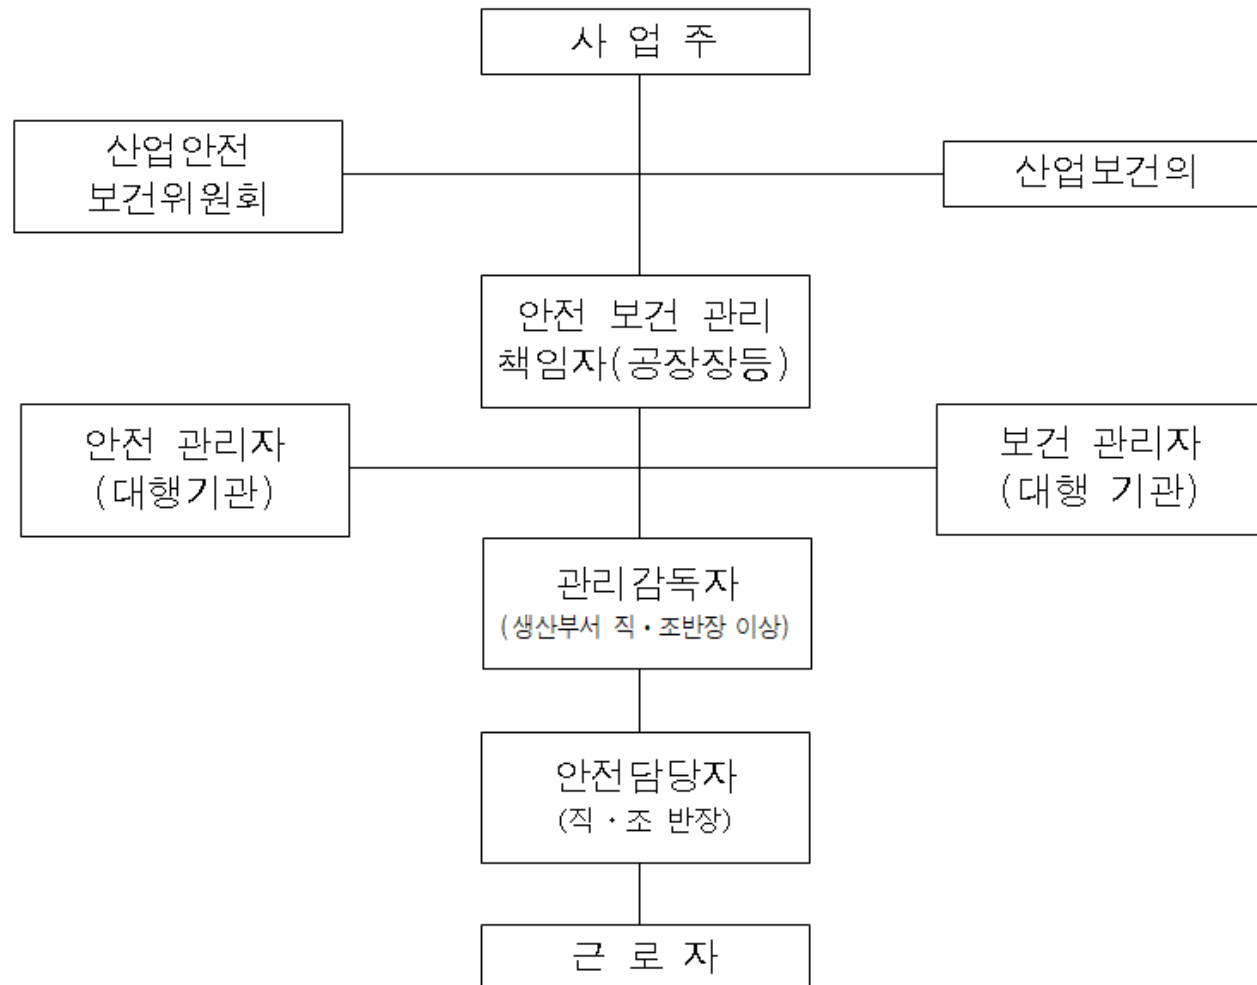 사 업 주
산업안전
보건위원회
산업보건의
안전 보건 관리
책임자(공장장등)
안전 관리자
(대행기관)
보건 관리자
(대행 기관)
관리감독자
(생산부서 직·조반장 이상)
안전담당자
(직·조 반장)
근 로 자